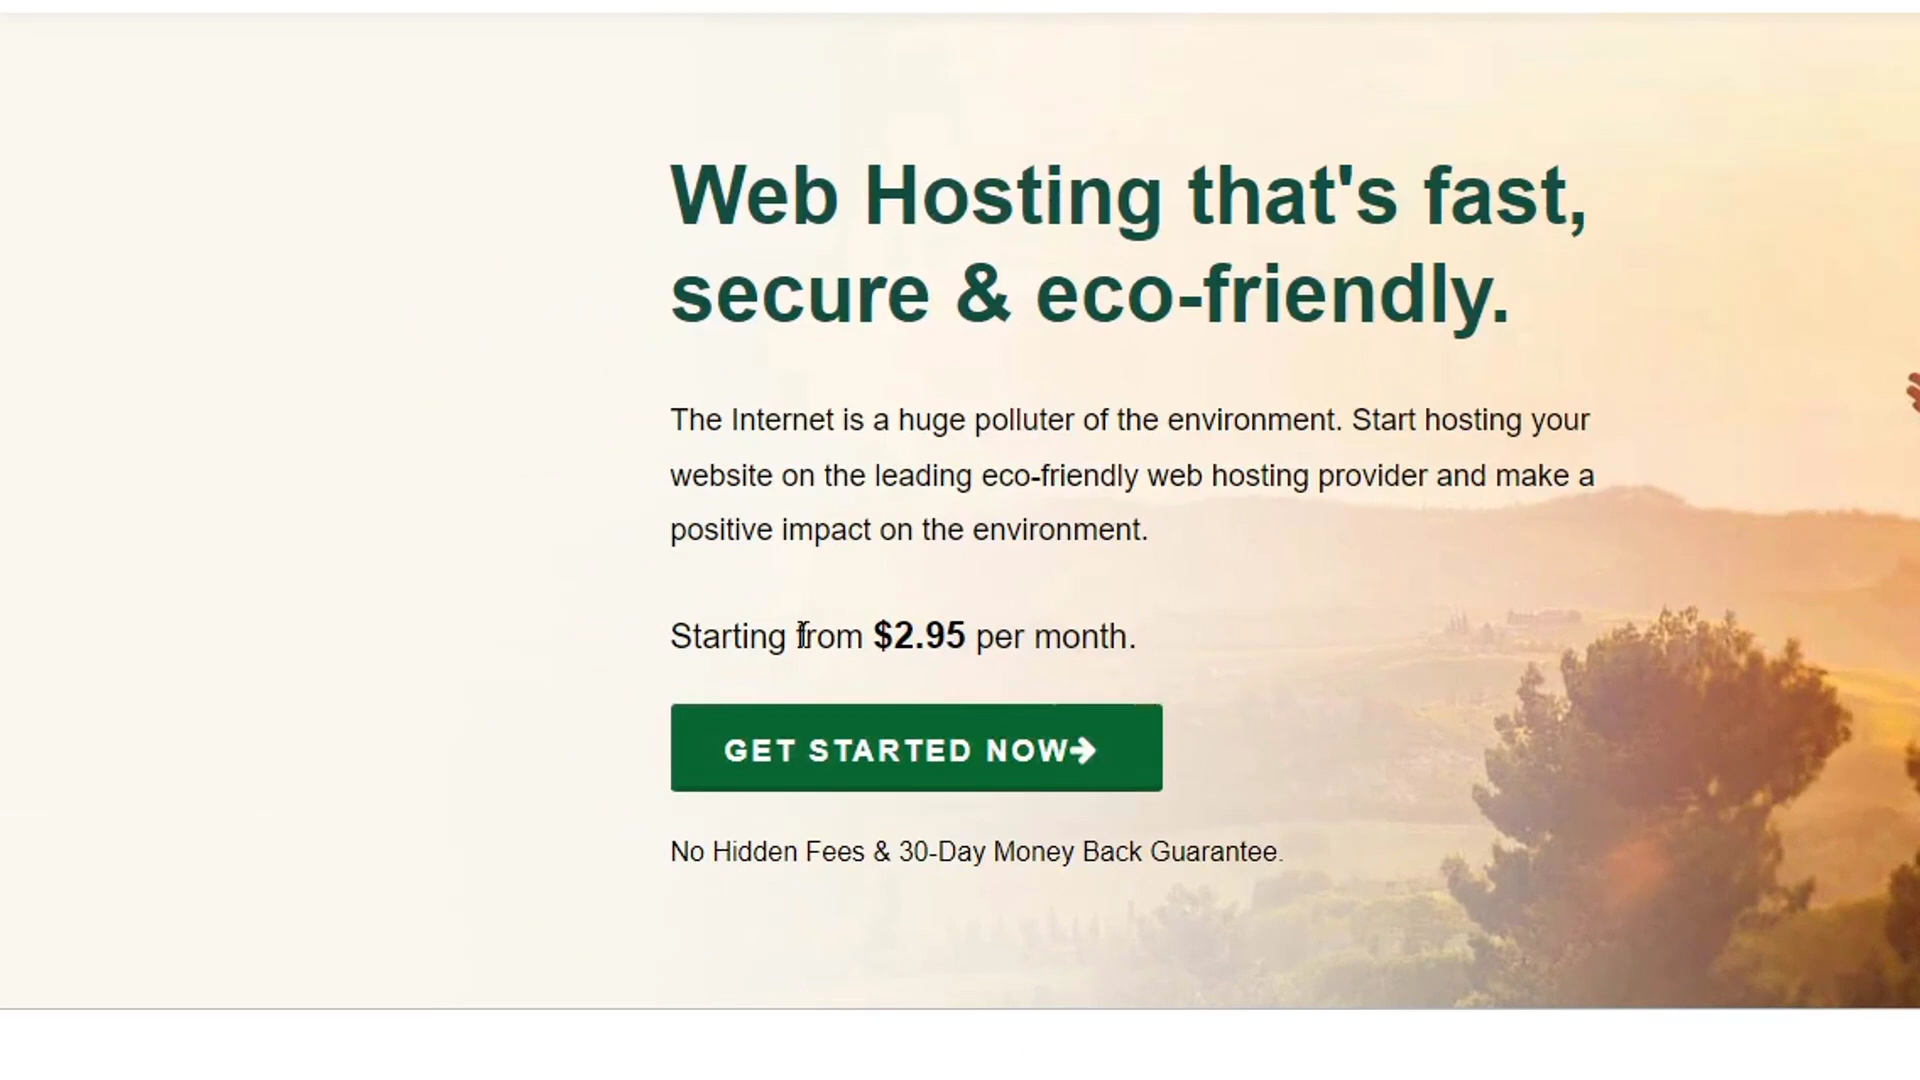 Web Hosting that's fast,
secure & eco-friendly.
The Internet is a huge polluter of the environment. Start hosting your
website on the leading eco-friendly web hosting provider and make a
positive impact on the environment.
Starting from $2.95 per month.
GET STARTED NOW
No Hidden Fees & 30-Day Money Back Guarantee.